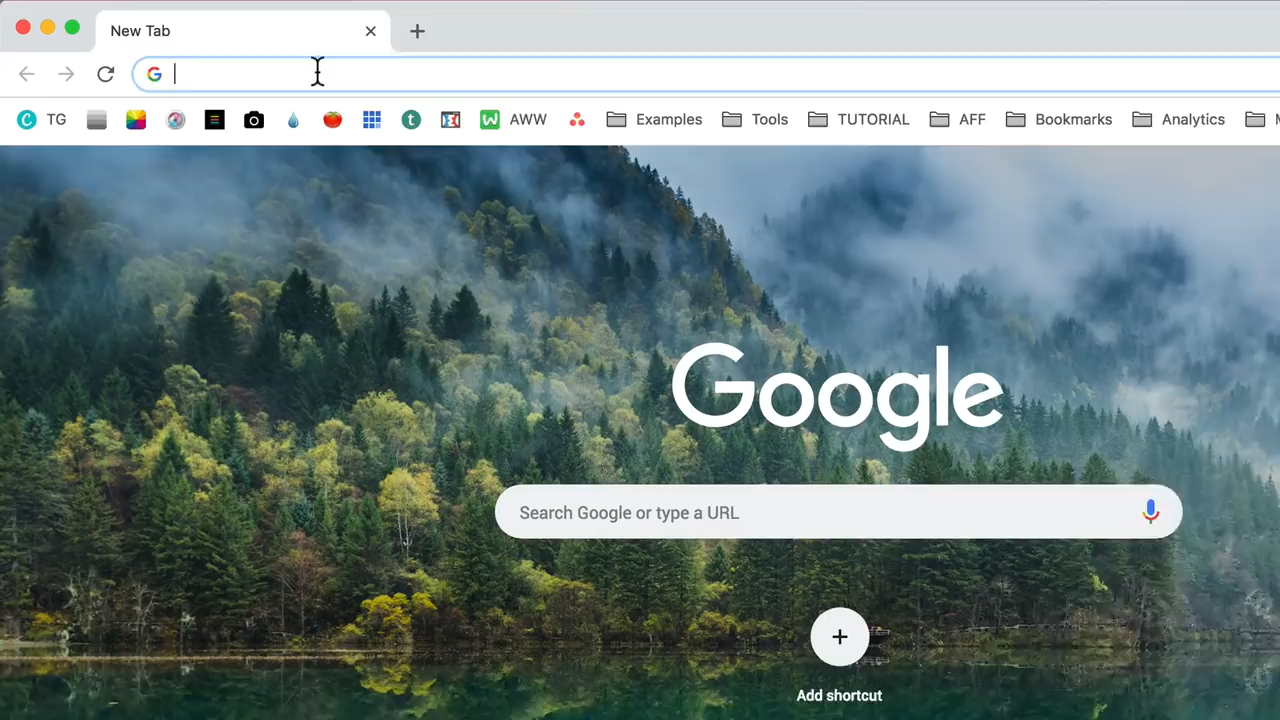 New Tab
TG AWW Examples Tools TUTORIAL AFF Bookmarks Analytics
Google
Search Google or type a URL
Add shortcut